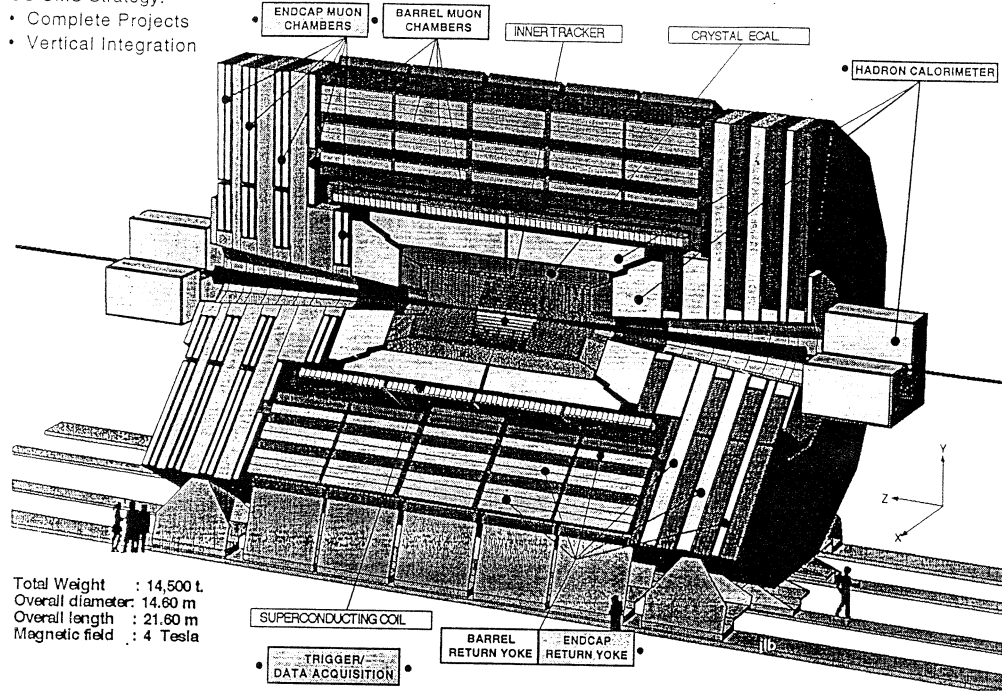 CMS Strategy:
• Complete Projects
• Vertical Integration
• ENDCAP MUON
CHAMBERS
• BARREL MUON
CHAMBERS
INNER TRACKER
CRYSTAL ECAL
• HADRON CALORIMETER
Y
Z
X
Total Weight : 14,500 t.
Overall diameter: 14.60 m
Overall length : 21.60 m
Magnetic field : 4 Tesla
SUPERCONDUCTING COIL
BARREL
RETURN YOKE
ENDCAP
RETURN YOKE •
• TRIGGER/
DATA ACQUISITION •